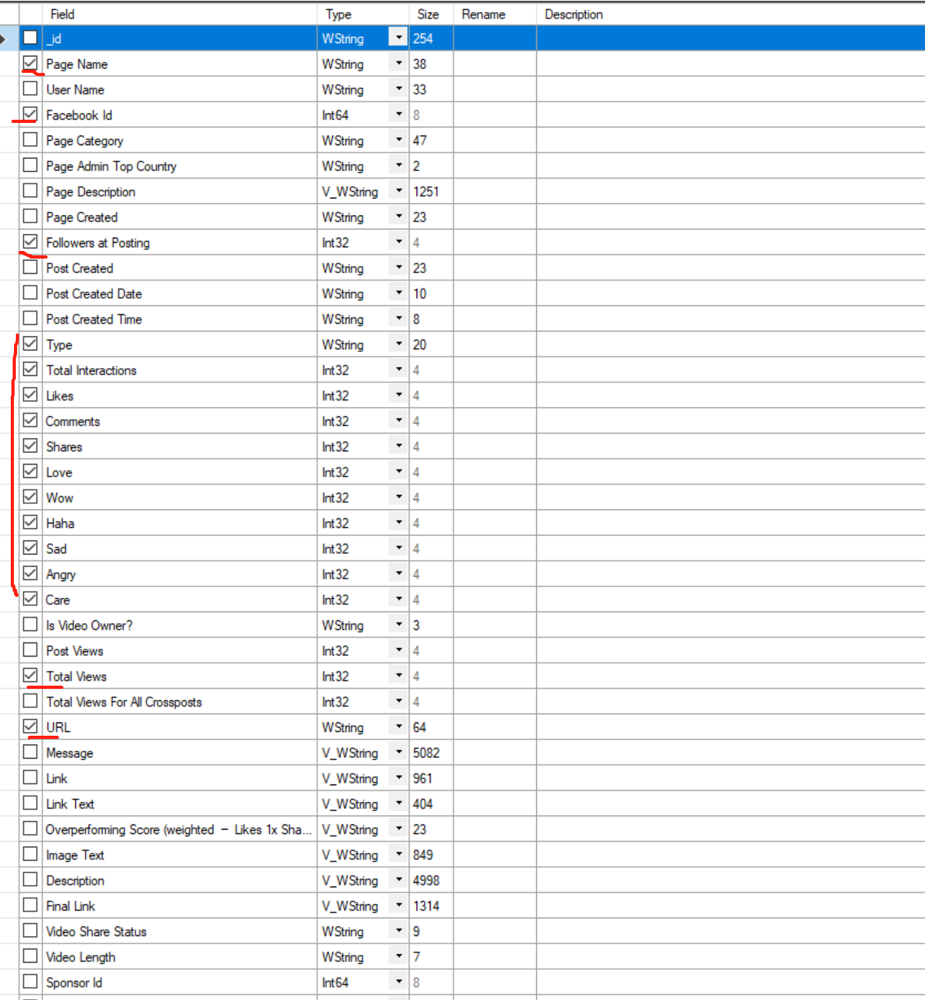 Field Type Size Rename Description
_id WString 254
Page Name WString 38
User Name WString 33
Facebook Id Int64 8
Page Category WString 47
Page Admin Top Country WString 2
Page Description V_WString 1251
Page Created WString 23
Followers at Posting Int32 4
Post Created WString 23
Post Created Date WString 10
Post Created Time WString 8
Type WString 20
Total Interactions Int32 4
Likes Int32 4
Comments Int32 4
Shares Int32 4
Love Int32 4
Wow Int32 4
Haha Int32 4
Sad Int32 4
Angry Int32 4
Care Int32 4
Is Video Owner? WString 3
Post Views Int32 4
Total Views Int32 4
Total Views For All Crossposts Int32 4
URL WString 64
Message V_WString 5082
Link V_WString 961
Link Text V_WString 404
Overperforming Score (weighted － Likes 1x Sha... V_WString 23
Image Text V_WString 849
Description V_WString 4998
Final Link V_WString 1314
Video Share Status WString 9
Video Length WString 7
Sponsor Id Int64 8